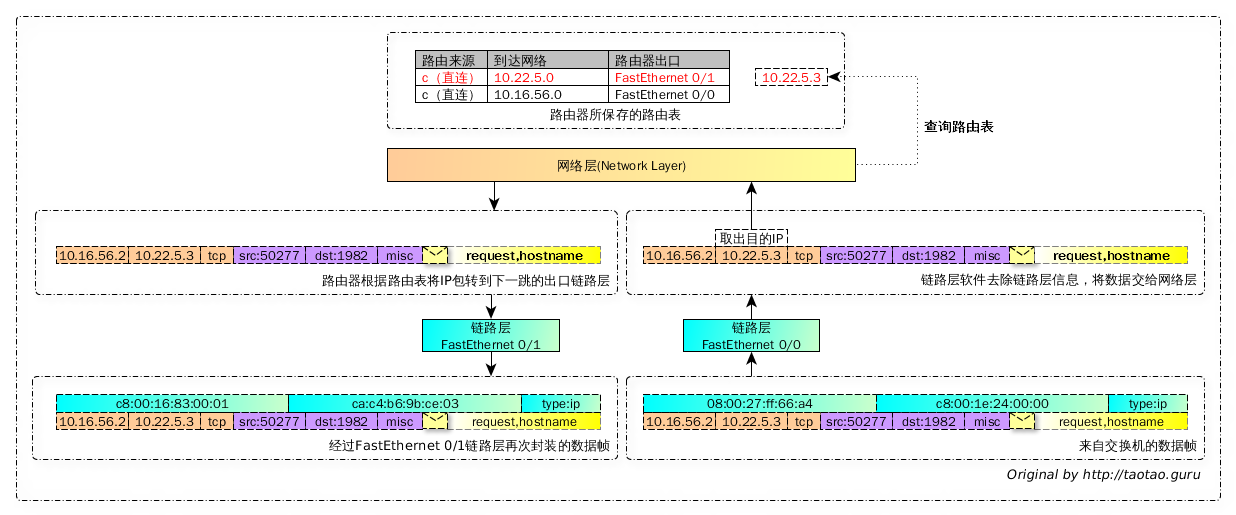 路由来源 到达网络 路由器出口
c（直连） 10.22.5.0 FastEthernet 0/1
c（直连） 10.16.56.0 FastEthernet 0/0
路由器所保存的路由表
10.22.5.3
查询路由表
网络层(Network Layer)
10.16.56.2 10.22.5.3 tcp src:50277 dst:1982 misc request,hostname
路由器根据路由表将IP包转到下一跳的出口链路层
取出目的IP
10.16.56.2 10.22.5.3 tcp src:50277 dst:1982 misc request,hostname
链路层软件去除链路层信息，将数据交给网络层
链路层
FastEthernet 0/1
链路层
FastEthernet 0/0
c8:00:16:83:00:01 ca:c4:b6:9b:ce:03 type:ip
10.16.56.2 10.22.5.3 tcp src:50277 dst:1982 misc request,hostname
经过FastEthernet 0/1链路层再次封装的数据帧
08:00:27:ff:66:a4 c8:00:1e:24:00:00 type:ip
10.16.56.2 10.22.5.3 tcp src:50277 dst:1982 misc request,hostname
来自交换机的数据帧
Original by http://taotao.guru